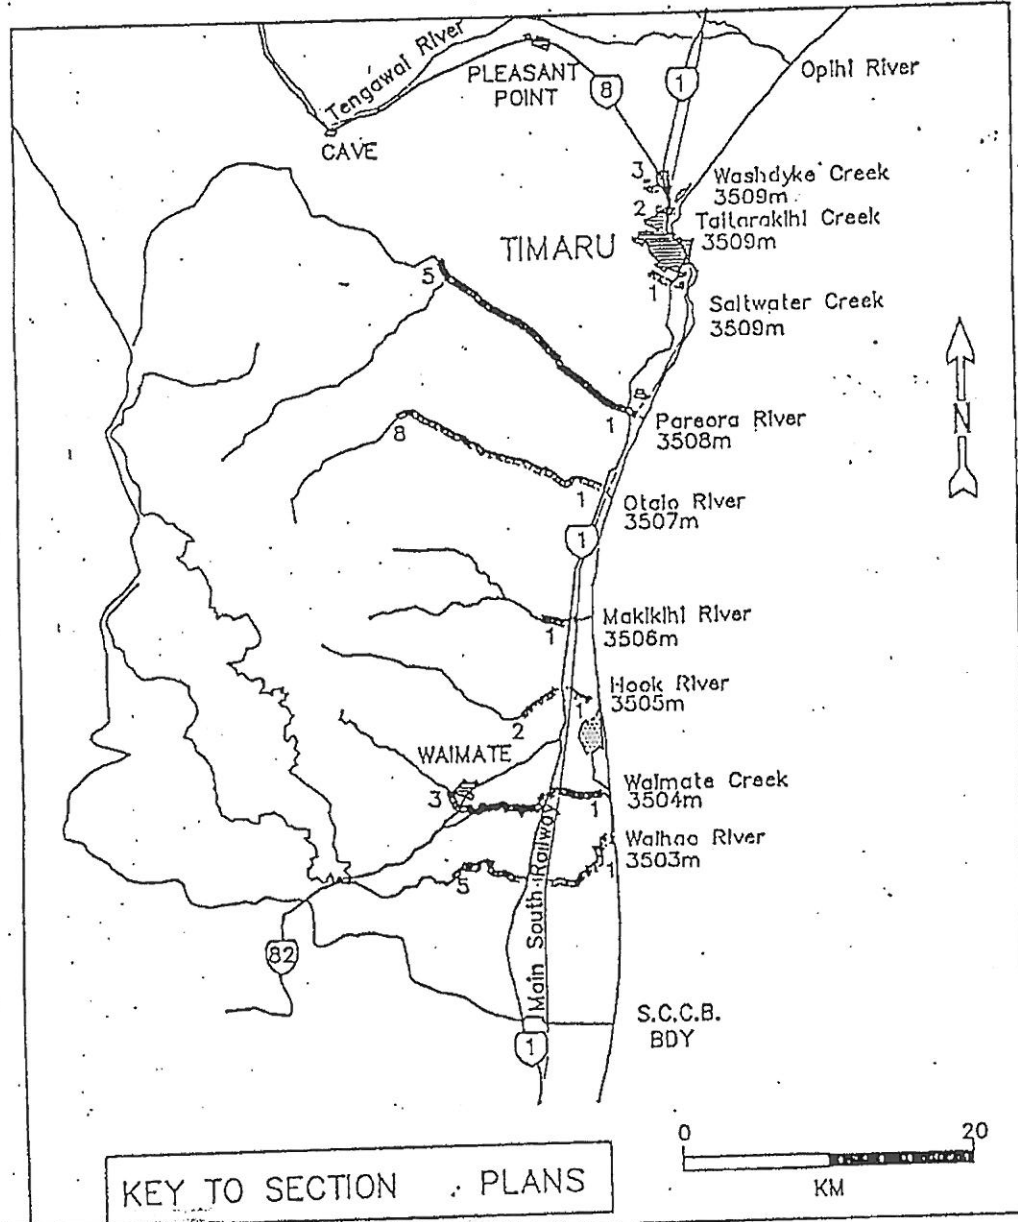 Tengawai River
PLEASANT
POINT
CAVE
8
1
Opihi River
3
Washdyke Creek
3509m
2
Taitarakihi Creek
3509m
TIMARU
1
Saltwater Creek
3509m
5
1
Pareora River
3508m
N
8
1
Otaio River
3507m
1
Makikihi River
3506m
1
Hook River
3505m
1
2
WAIMATE
3
Waimate Creek
3504m
1
Waihao River
3503m
1
5
Main South Railway
82
S.C.C.B.
BDY
1
0 20
KM
KEY TO SECTION PLANS